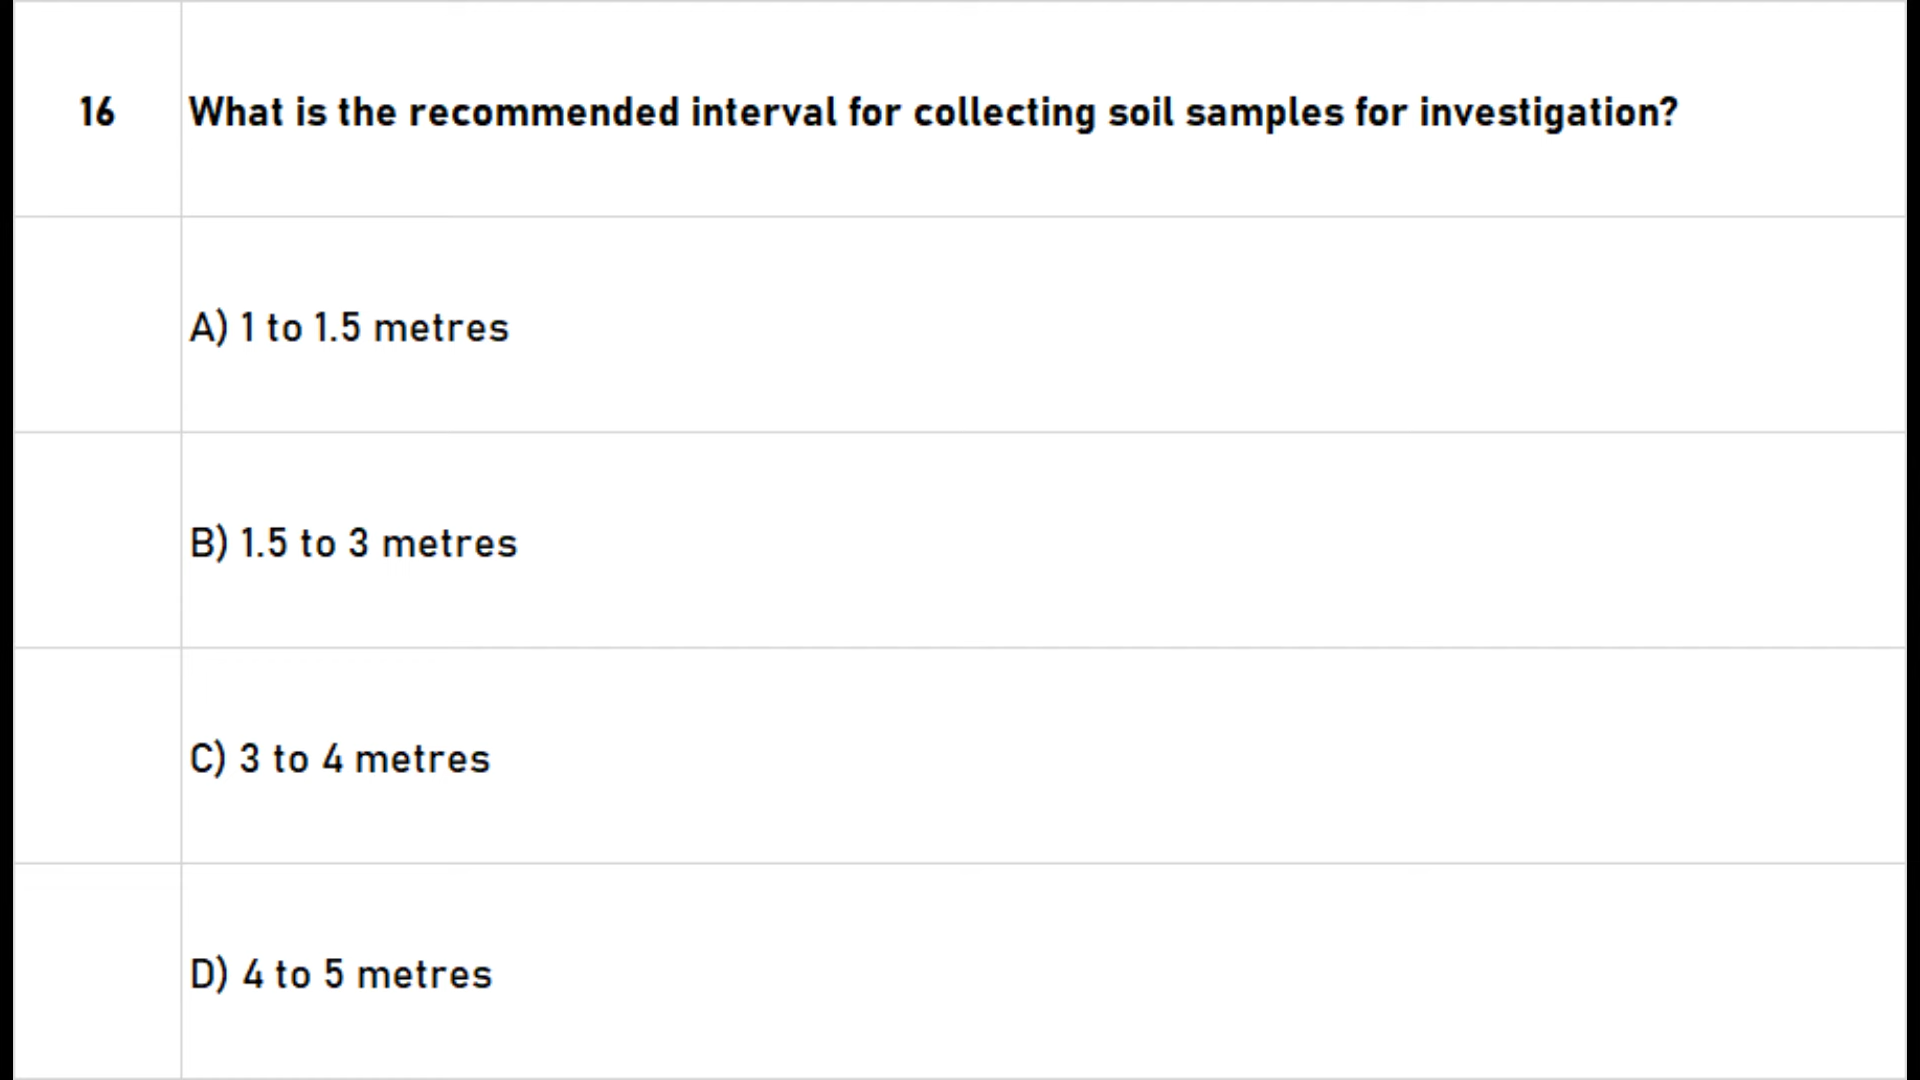 16 What is the recommended interval for collecting soil samples for investigation?
A) 1 to 1.5 metres
B) 1.5 to 3 metres
C) 3 to 4 metres
D) 4 to 5 metres